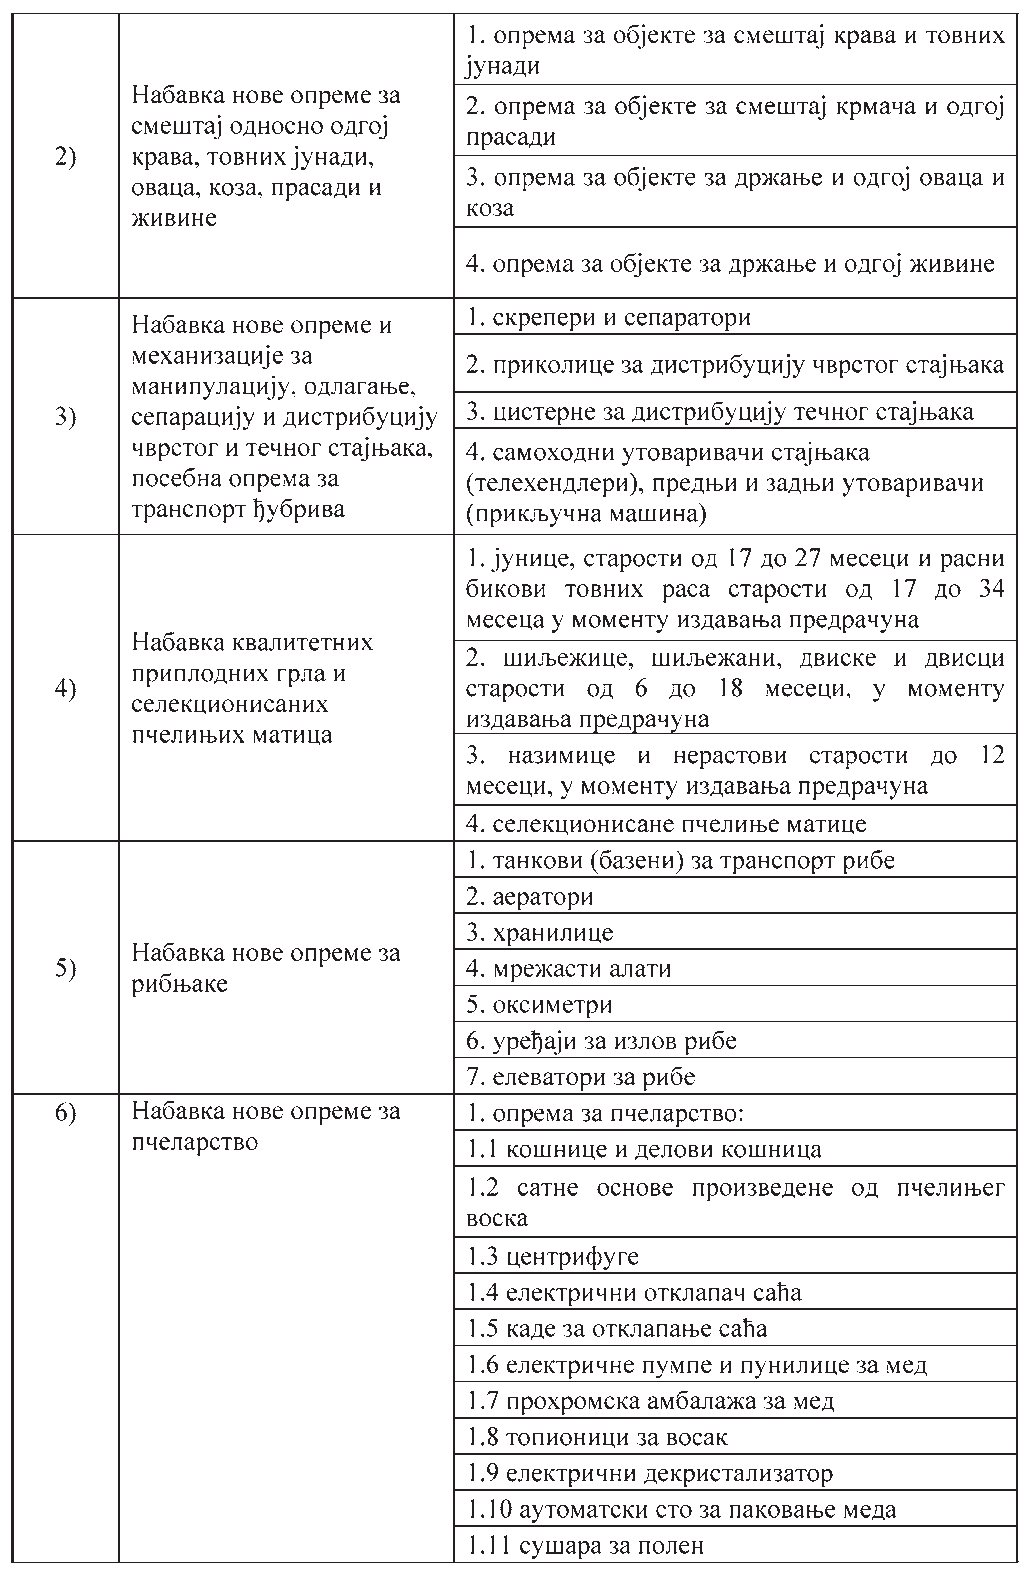 2)
Набавка нове опреме за
смештај односно одгој
крава, товних јунади,
оваца, коза, прасади и
живине
1. опрема за објекте за смештај крава и товних
јунади
2. опрема за објекте за смештај крмача и одгој
прасади
3. опрема за објекте за држање и одгој оваца и
коза
4. опрема за објекте за држање и одгој живине
3)
Набавка нове опреме и
механизације за
манипулацију, одлагање,
сепарацију и дистрибуцију
чврстог и течног стајњака,
посебна опрема за
транспорт ђубрива
1. скрепери и сепаратори
2. приколице за дистрибуцију чврстог стајњака
3. цистерне за дистрибуцију течног стајњака
4. самоходни утоваривачи стајњака
(телехендлери), предњи и задњи утоваривачи
(прикључна машина)
4)
Набавка квалитетних
приплодних грла и
селекционисаних
пчелињих матица
1. јунице, старости од 17 до 27 месеци и расни
бикови товних раса старости од 17 до 34
месеца у моменту издавања предрачуна
2. шиљежице, шиљежани, двиске и двисци
старости од 6 до 18 месеци, у моменту
издавања предрачуна
3. назимице и нерастови старости до 12
месеци, у моменту издавања предрачуна
4. селекционисане пчелиње матице
5)
Набавка нове опреме за
рибњаке
1. танкови (базени) за транспорт рибе
2. аератори
3. хранилице
4. мрежасти алати
5. оксиметри
6. уређаји за излов рибе
7. елеватори за рибе
6)
Набавка нове опреме за
пчеларство
1. опрема за пчеларство:
1.1 кошнице и делови кошница
1.2 сатне основе произведене од пчелињег
воска
1.3 центрифуге
1.4 електрични отклапач саћа
1.5 каде за отклапање саћа
1.6 електричне пумпе и пунилице за мед
1.7 прохромска амбалажа за мед
1.8 топионици за восак
1.9 електрични декристализатор
1.10 аутоматски сто за паковање меда
1.11 сушара за полен